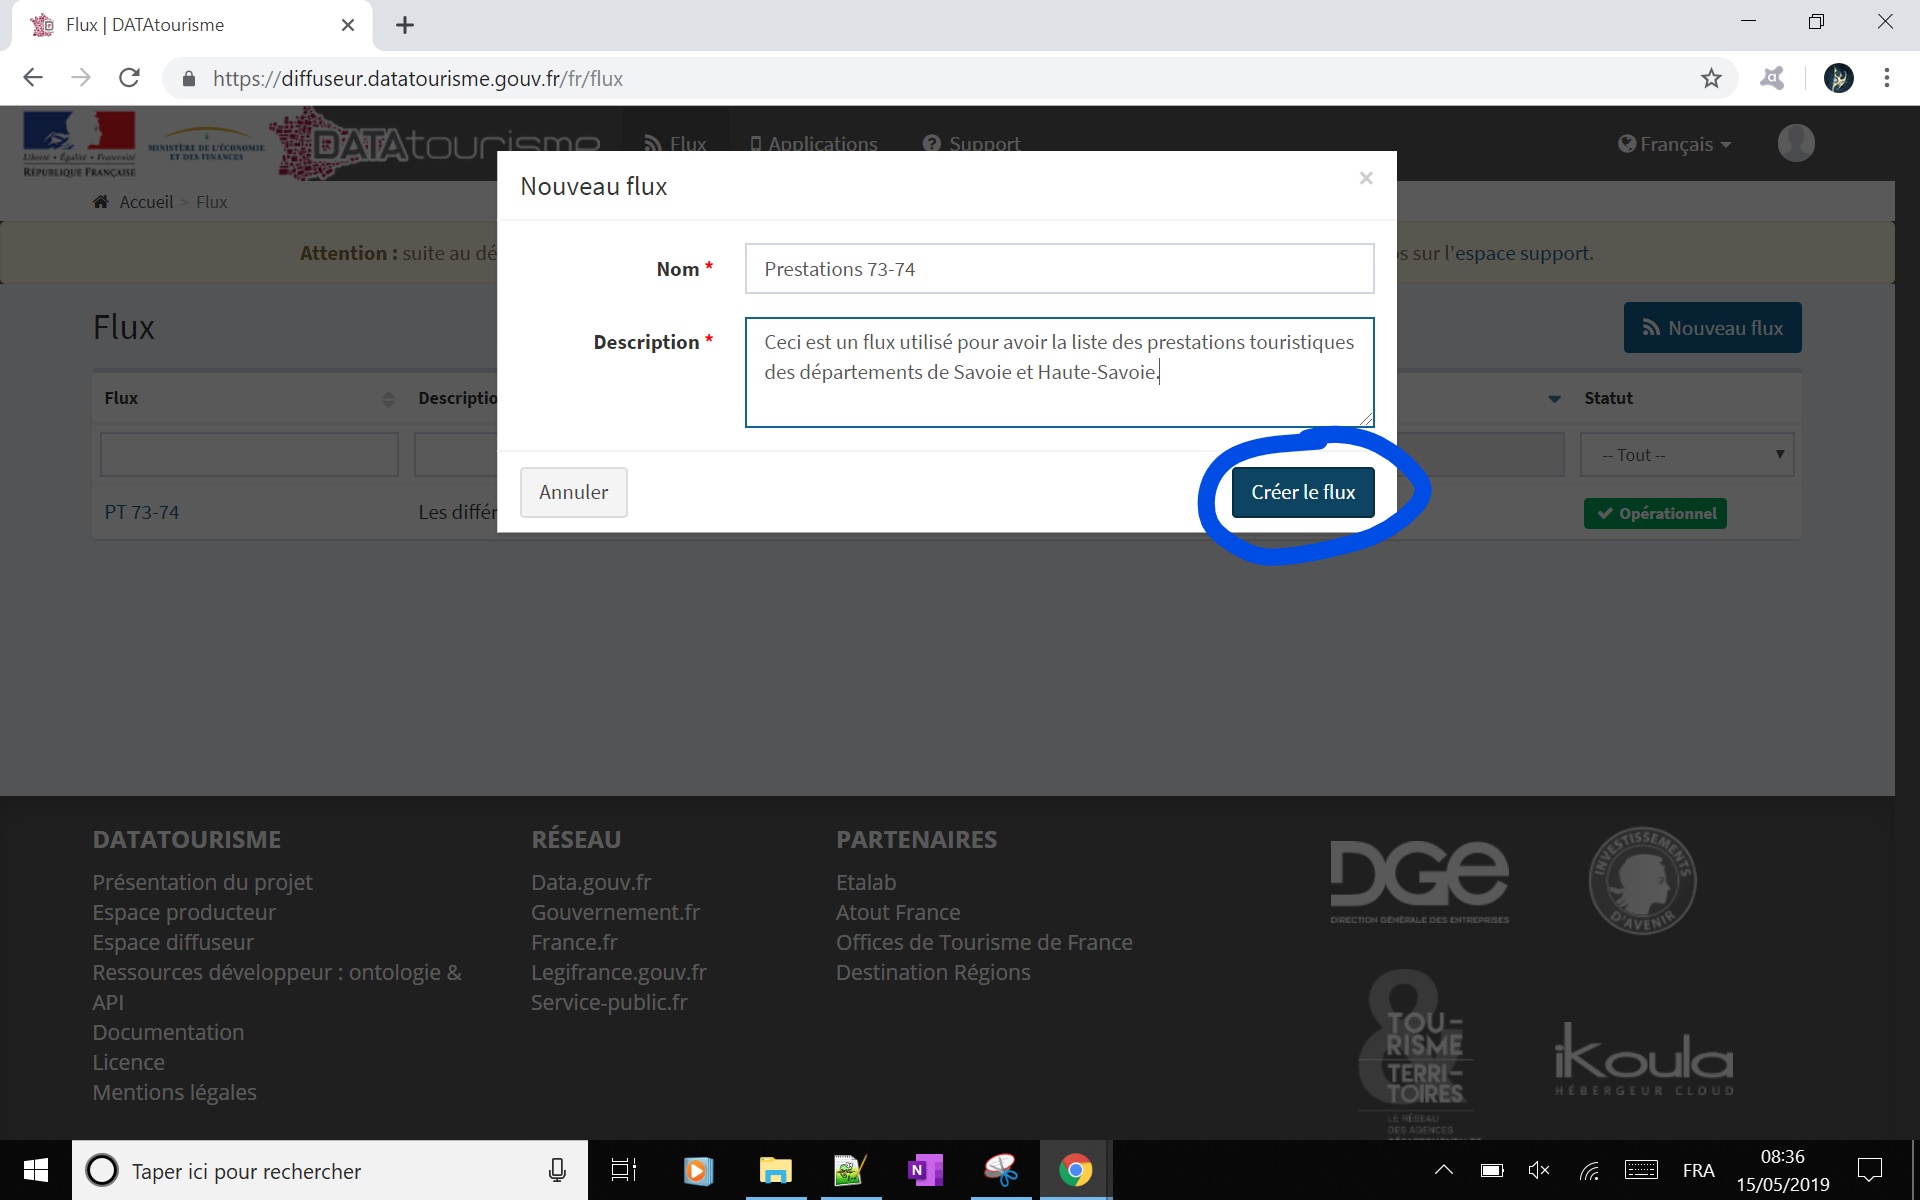 Flux | DATAtourisme
https://diffuseur.datatourisme.gouv.fr/fr/flux
Liberté • Égalité • Fraternité
RÉPUBLIQUE FRANÇAISE
MINISTÈRE DE L'ÉCONOMIE
ET DES FINANCES
DATAtourisme
Flux
Applications
Support
Français
Accueil > Flux
Attention : suite au dé
s sur l'espace support.
Nouveau flux
Nom *
Prestations 73-74
Description *
Ceci est un flux utilisé pour avoir la liste des prestations touristiques
des départements de Savoie et Haute-Savoie.
Annuler
Créer le flux
Flux
Nouveau flux
Flux
Descriptio
Statut
-- Tout --
PT 73-74
Les différ
Opérationnel
DATATOURISME
Présentation du projet
Espace producteur
Espace diffuseur
Ressources développeur : ontologie &
API
Documentation
Licence
Mentions légales
RÉSEAU
Data.gouv.fr
Gouvernement.fr
France.fr
Legifrance.gouv.fr
Service-public.fr
PARTENAIRES
Etalab
Atout France
Offices de Tourisme de France
Destination Régions
DGE
DIRECTION GÉNÉRALE DES ENTREPRISES
INVESTISSEMENTS
D'AVENIR
&
TOU-
RISME
TERRI-
TOIRES
LE RÉSEAU
DES AGENCES
ikoula
HÉBERGEUR CLOUD
Taper ici pour rechercher
FRA
08:36
15/05/2019